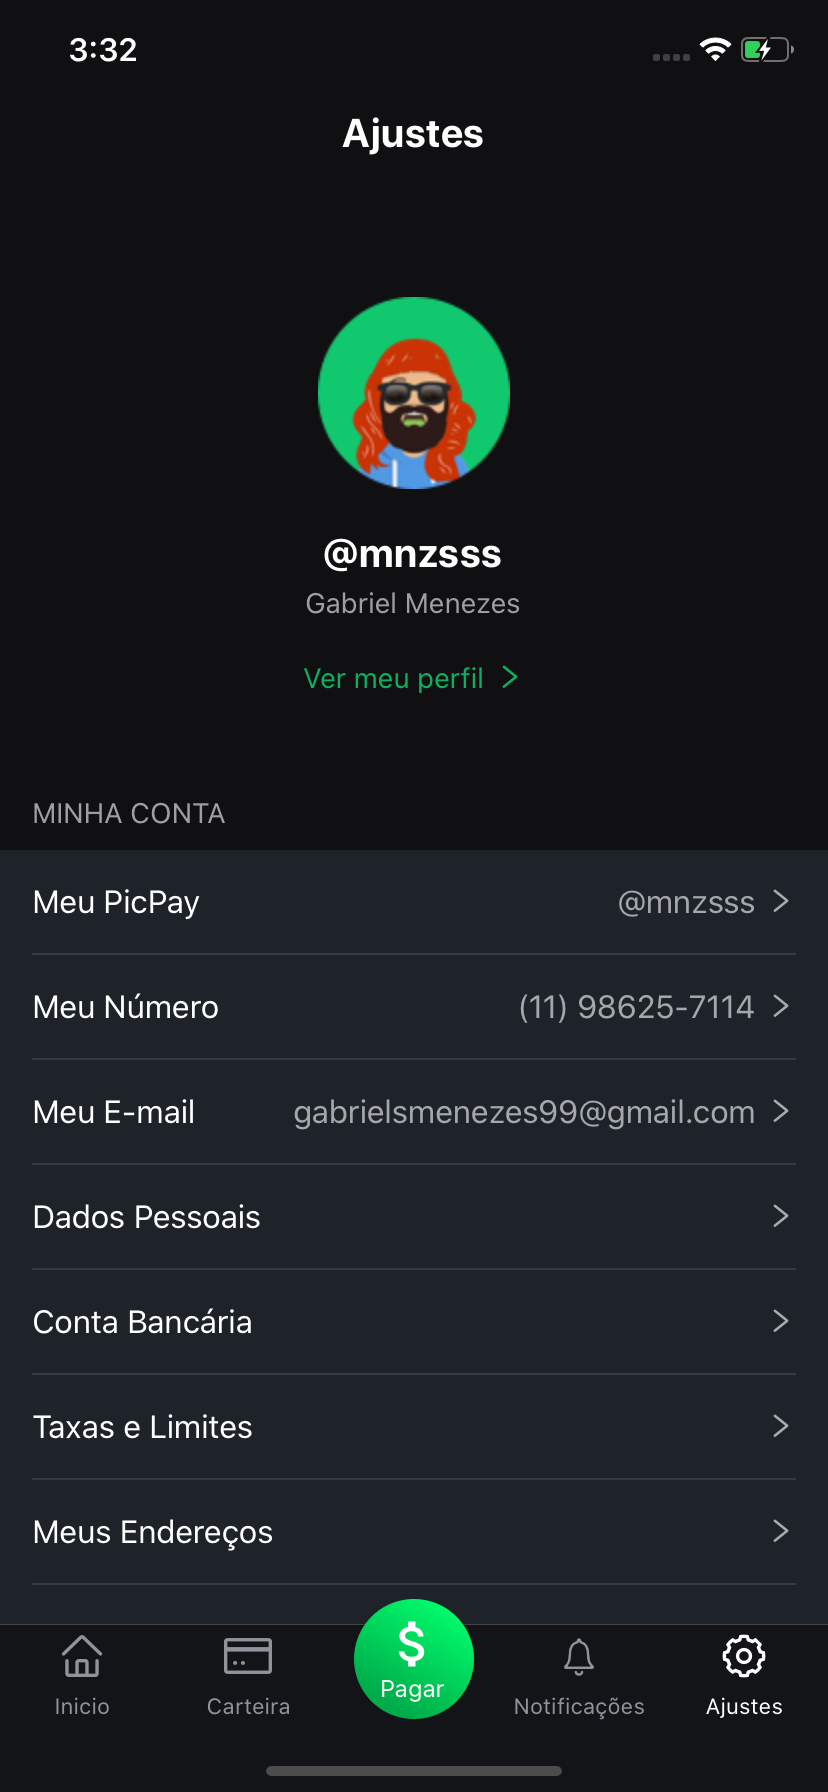 3:32
Ajustes
@mnzsss
Gabriel Menezes
Ver meu perfil
MINHA CONTA
Meu PicPay @mnzsss
Meu Número (11) 98625-7114
Meu E-mail gabrielsmenezes99@gmail.com
Dados Pessoais
Conta Bancária
Taxas e Limites
Meus Endereços
$
Inicio Carteira Pagar Notificações Ajustes